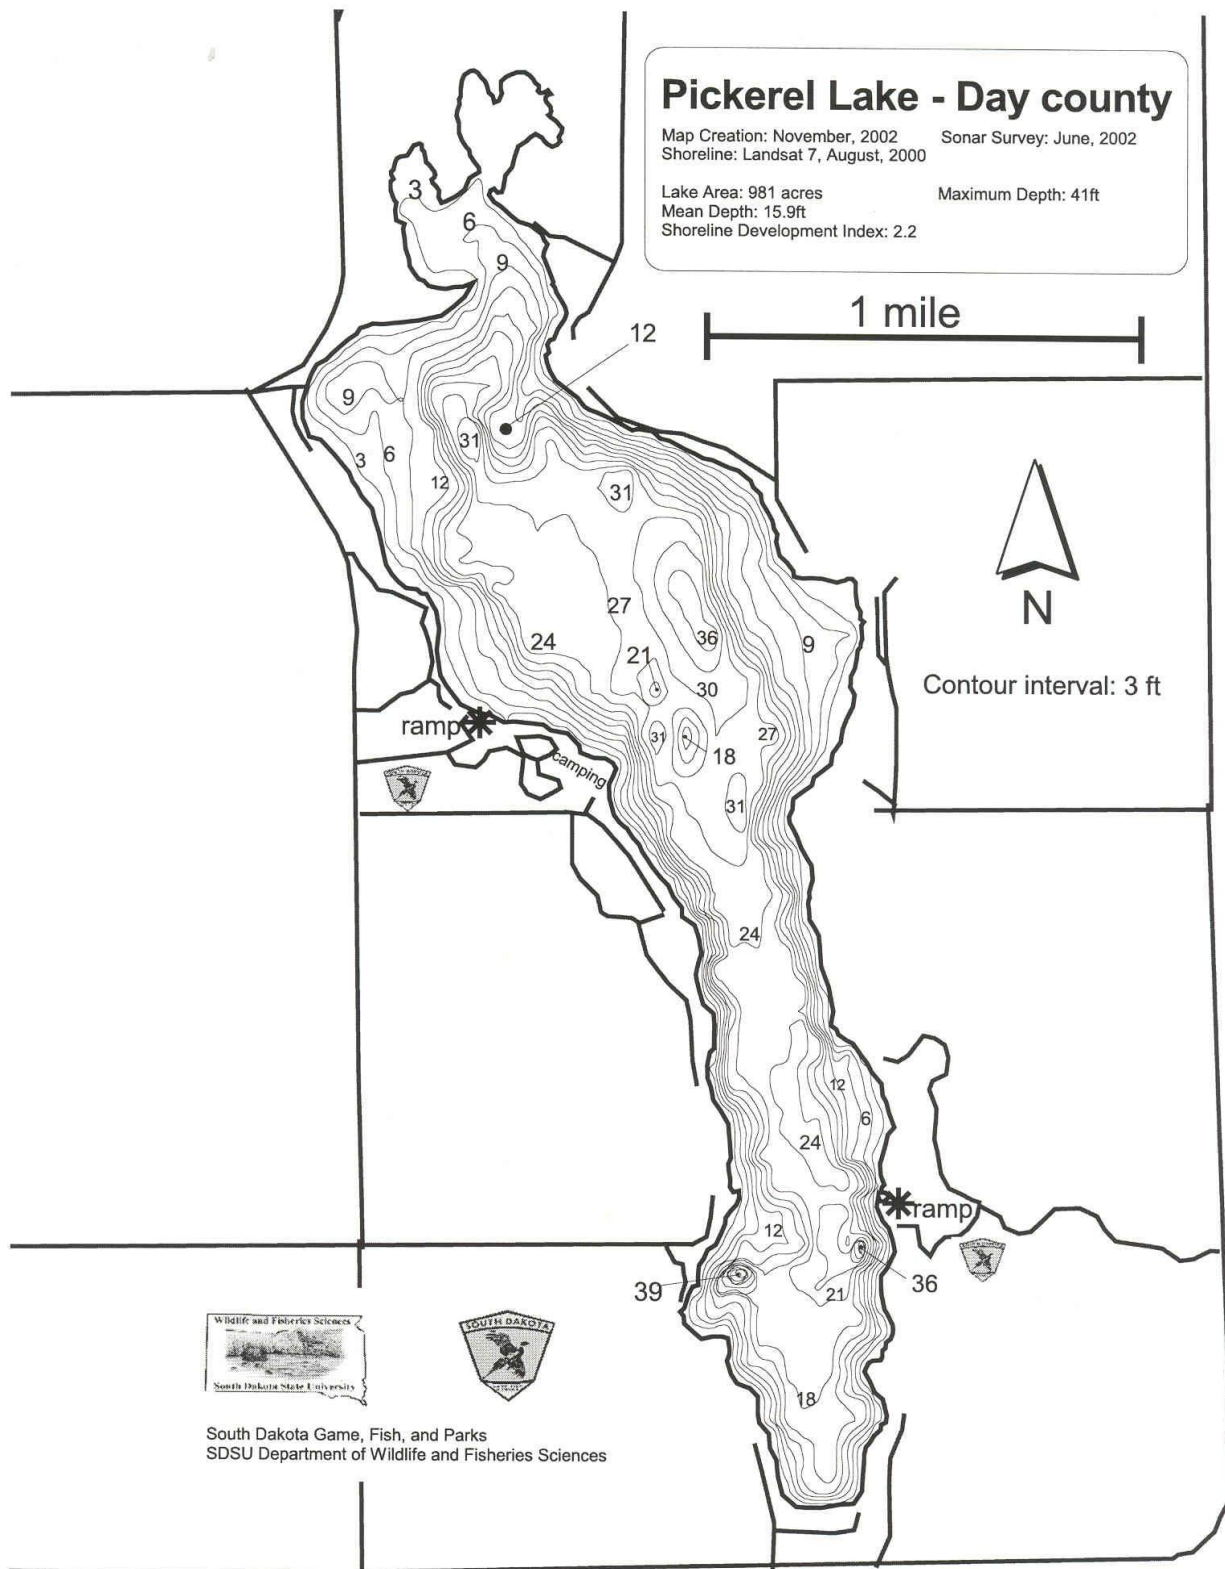 Pickerel Lake - Day county
Map Creation: November, 2002 Sonar Survey: June, 2002
Shoreline: Landsat 7, August, 2000
Lake Area: 981 acres Maximum Depth: 41ft
Mean Depth: 15.9ft
Shoreline Development Index: 2.2
1 mile
3
6
9
12
9
31
3
6
12
31
N
27
24
36
9
21
30
Contour interval: 3 ft
ramp
31
18
27
camping
31
24
12
6
24
ramp
12
39
36
21
18
Wildlife and Fisheries Sciences
South Dakota State University
SOUTH DAKOTA
South Dakota Game, Fish, and Parks
SDSU Department of Wildlife and Fisheries Sciences